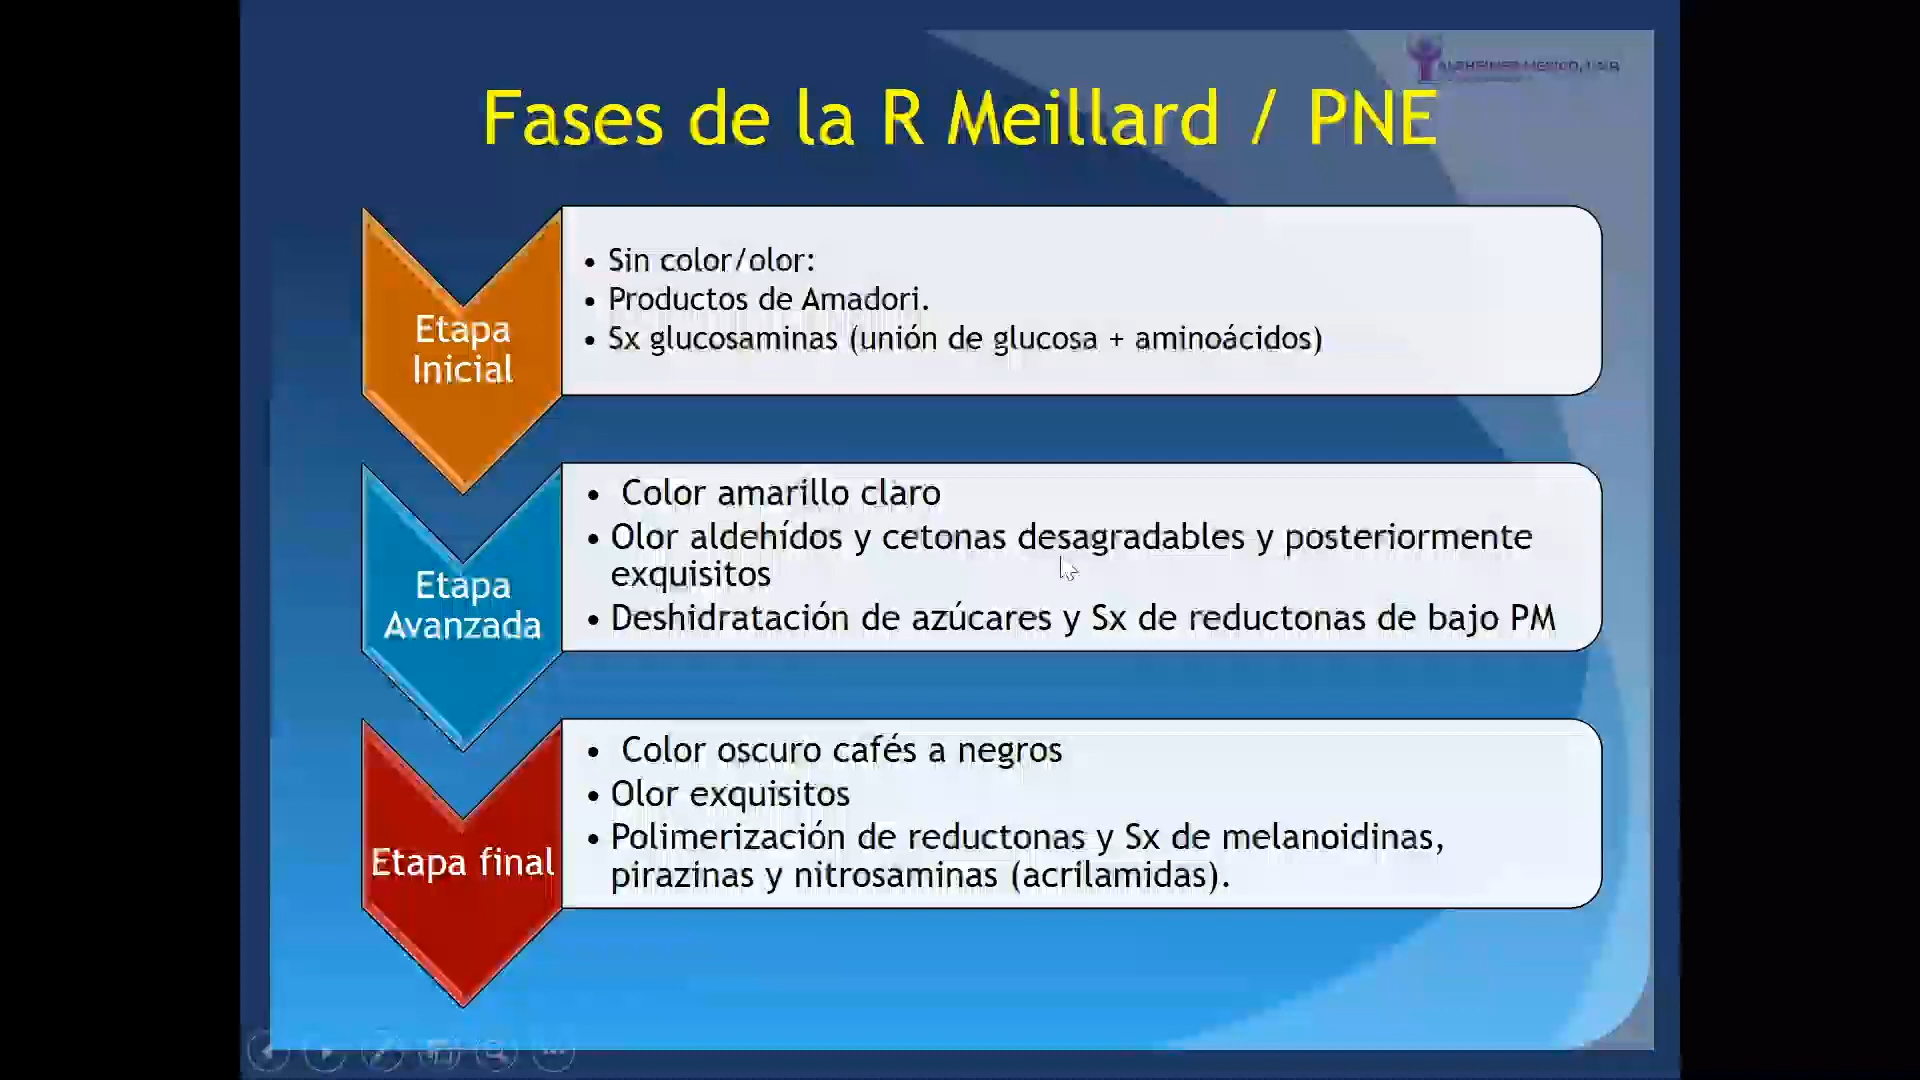 ALZHEIMER MEXICO, I.A.P.
Fases de la R Meillard / PNE
Etapa
Inicial
• Sin color/olor:
• Productos de Amadori.
• Sx glucosaminas (unión de glucosa + aminoácidos)
Etapa
Avanzada
• Color amarillo claro
• Olor aldehídos y cetonas desagradables y posteriormente
exquisitos
• Deshidratación de azúcares y Sx de reductonas de bajo PM
Etapa final
• Color oscuro cafés a negros
• Olor exquisitos
• Polimerización de reductonas y Sx de melanoidinas,
pirazinas y nitrosaminas (acrilamidas).